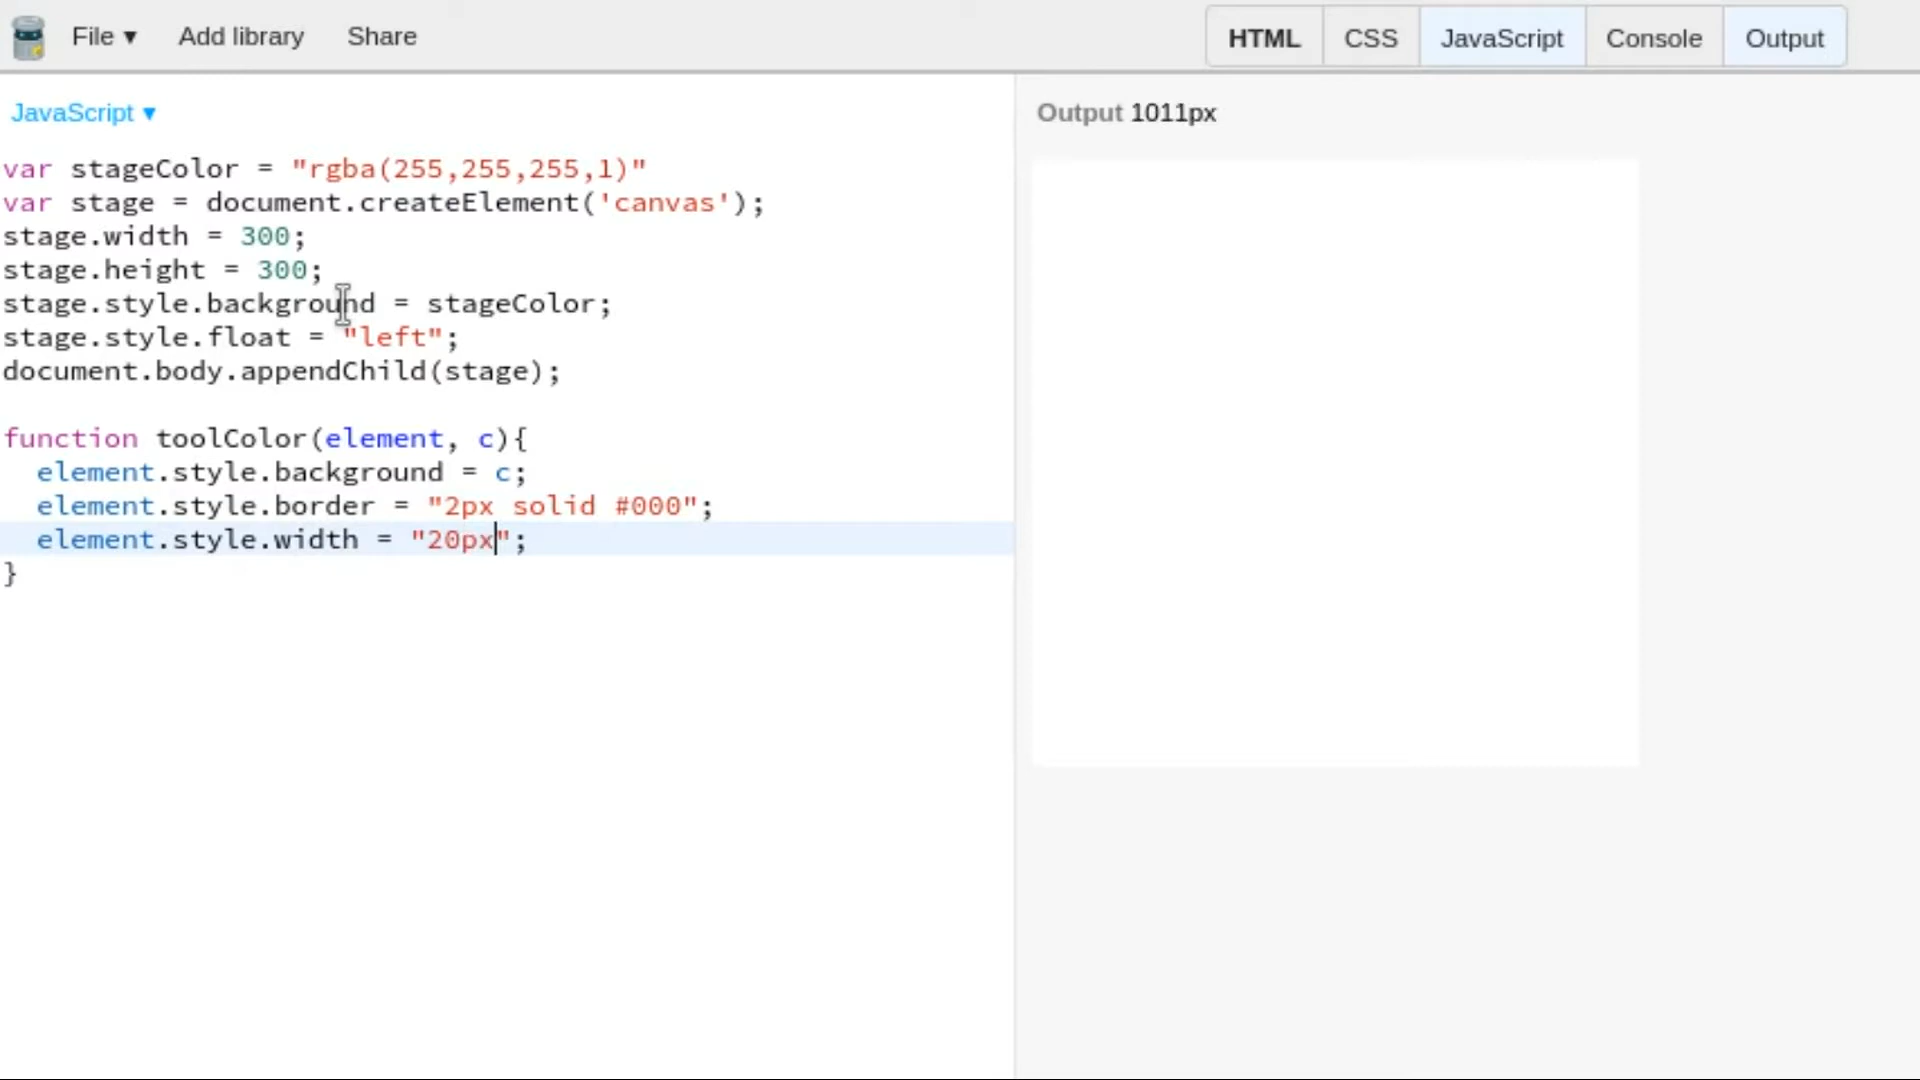 File ▾ Add library Share HTML CSS JavaScript Console Output
JavaScript ▾
Output 1011px
var stageColor = "rgba(255,255,255,1)"
var stage = document.createElement('canvas');
stage.width = 300;
stage.height = 300;
stage.style.background = stageColor;
stage.style.float = "left";
document.body.appendChild(stage);
function toolColor(element, c){
  element.style.background = c;
  element.style.border = "2px solid #000";
  element.style.width = "20px";
}